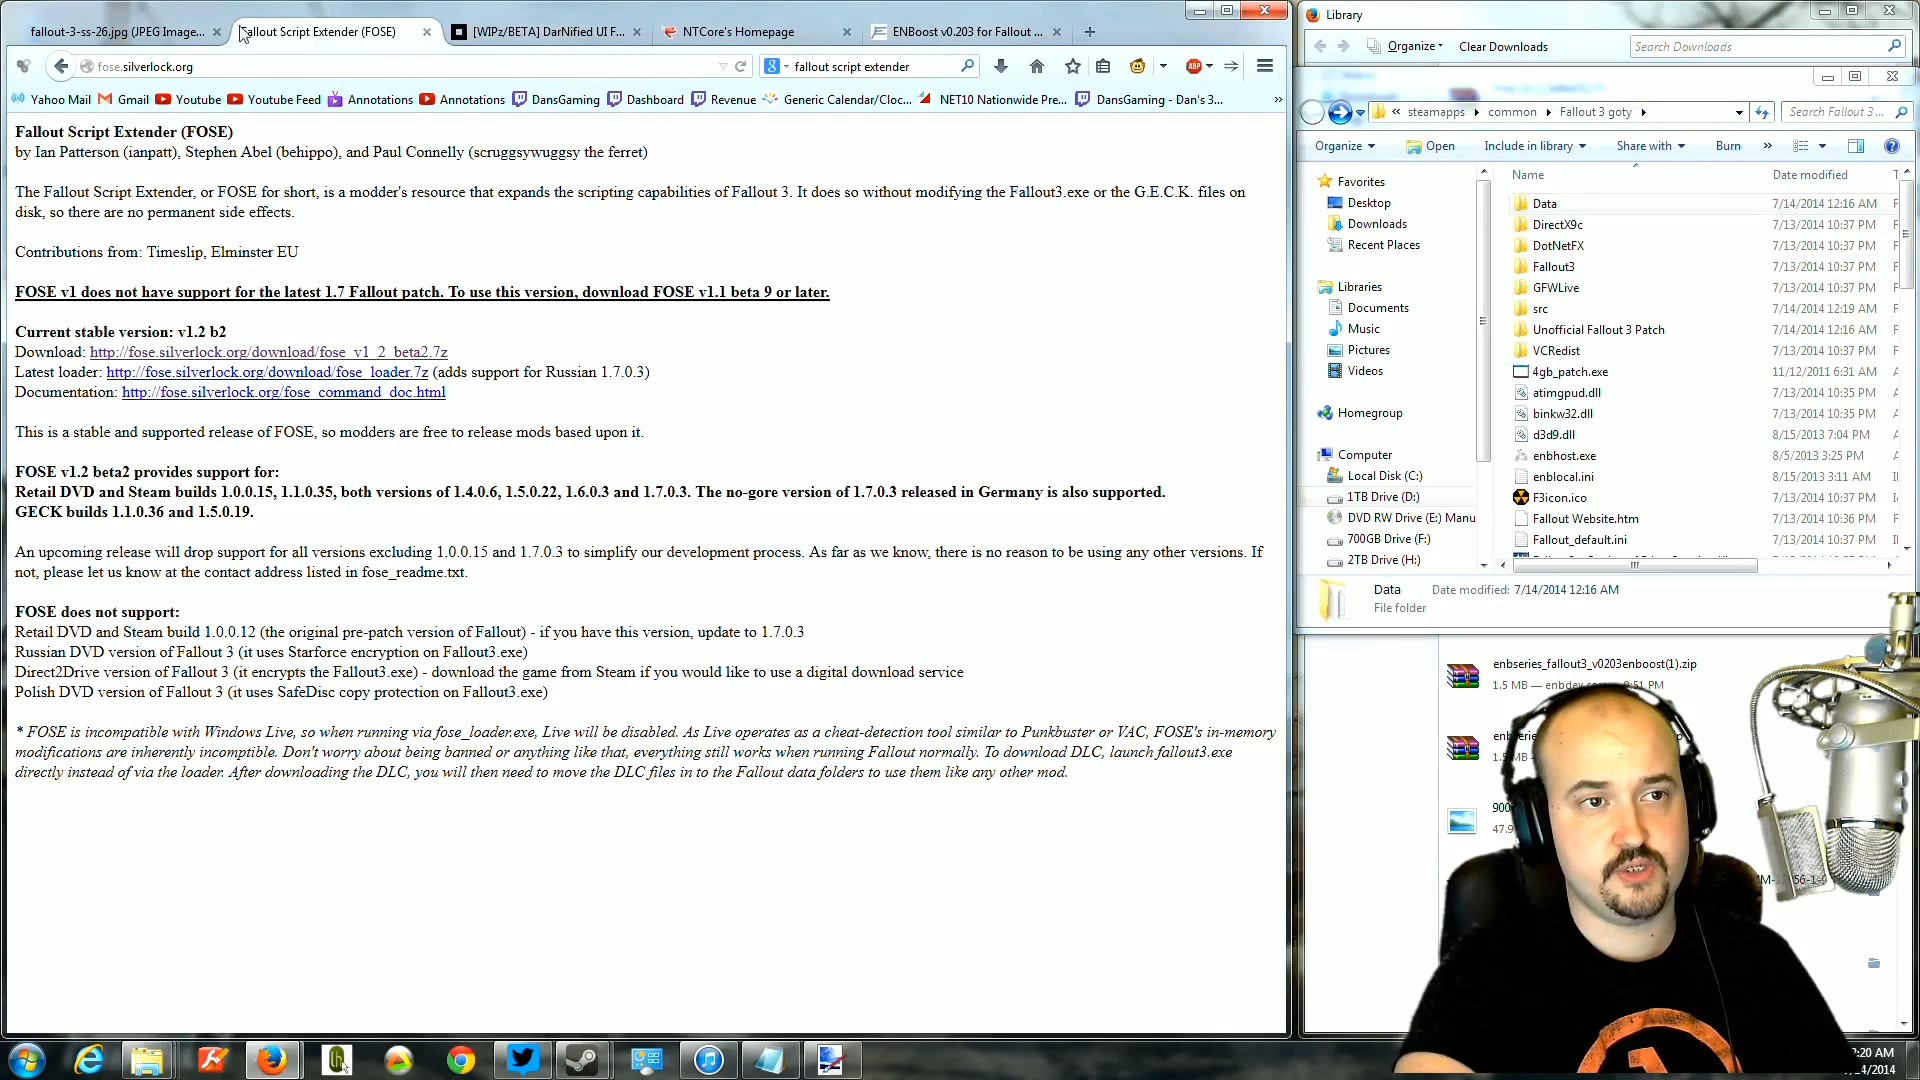 fallout-3-ss-26.jpg (JPEG Image...
allout Script Extender (FOSE)
[WIPz/BETA] DarNified UI F...
NTCore's Homepage
ENBoost v0.203 for Fallout ...
fose.silverlock.org
fallout script extender
Yahoo Mail
Gmail
Youtube
Youtube Feed
Annotations
Annotations
DansGaming
Dashboard
Revenue
Generic Calendar/Cloc...
NET10 Nationwide Pre...
DansGaming - Dan's 3...
Fallout Script Extender (FOSE)
by Ian Patterson (ianpatt), Stephen Abel (behippo), and Paul Connelly (scruggsywuggsy the ferret)
The Fallout Script Extender, or FOSE for short, is a modder's resource that expands the scripting capabilities of Fallout 3. It does so without modifying the Fallout3.exe or the G.E.C.K. files on
disk, so there are no permanent side effects.
Contributions from: Timeslip, Elminster EU
FOSE v1 does not have support for the latest 1.7 Fallout patch. To use this version, download FOSE v1.1 beta 9 or later.
Current stable version: v1.2 b2
Download: http://fose.silverlock.org/download/fose_v1_2_beta2.7z
Latest loader: http://fose.silverlock.org/download/fose_loader.7z (adds support for Russian 1.7.0.3)
Documentation: http://fose.silverlock.org/fose_command_doc.html
This is a stable and supported release of FOSE, so modders are free to release mods based upon it.
FOSE v1.2 beta2 provides support for:
Retail DVD and Steam builds 1.0.0.15, 1.1.0.35, both versions of 1.4.0.6, 1.5.0.22, 1.6.0.3 and 1.7.0.3. The no-gore version of 1.7.0.3 released in Germany is also supported.
GECK builds 1.1.0.36 and 1.5.0.19.
An upcoming release will drop support for all versions excluding 1.0.0.15 and 1.7.0.3 to simplify our development process. As far as we know, there is no reason to be using any other versions. If
not, please let us know at the contact address listed in fose_readme.txt.
FOSE does not support:
Retail DVD and Steam build 1.0.0.12 (the original pre-patch version of Fallout) - if you have this version, update to 1.7.0.3
Russian DVD version of Fallout 3 (it uses Starforce encryption on Fallout3.exe)
Direct2Drive version of Fallout 3 (it encrypts the Fallout3.exe) - download the game from Steam if you would like to use a digital download service
Polish DVD version of Fallout 3 (it uses SafeDisc copy protection on Fallout3.exe)
* FOSE is incompatible with Windows Live, so when running via fose_loader.exe, Live will be disabled. As Live operates as a cheat-detection tool similar to Punkbuster or VAC, FOSE's in-memory
modifications are inherently incomptible. Don't worry about being banned or anything like that, everything still works when running Fallout normally. To download DLC, launch fallout3.exe
directly instead of via the loader. After downloading the DLC, you will then need to move the DLC files in to the Fallout data folders to use them like any other mod.
Library
Organize
Clear Downloads
Search Downloads
steamapps
common
Fallout 3 goty
Search Fallout 3 ...
Organize
Open
Include in library
Share with
Burn
Favorites
Desktop
Downloads
Recent Places
Libraries
Documents
Music
Pictures
Videos
Homegroup
Computer
Local Disk (C:)
1TB Drive (D:)
DVD RW Drive (E:) Manu
700GB Drive (F:)
2TB Drive (H:)
Name
Date modified
Data 7/14/2014 12:16 AM
DirectX9c 7/13/2014 10:37 PM
DotNetFX 7/13/2014 10:37 PM
Fallout3 7/13/2014 10:37 PM
GFWLive 7/13/2014 10:37 PM
src 7/14/2014 12:19 AM
Unofficial Fallout 3 Patch 7/14/2014 12:16 AM
VCRedist 7/13/2014 10:37 PM
4gb_patch.exe 11/12/2011 6:31 AM
atimgpud.dll 7/13/2014 10:35 PM
binkw32.dll 7/13/2014 10:35 PM
d3d9.dll 8/15/2013 7:04 PM
enbhost.exe 8/5/2013 3:25 PM
enblocal.ini 8/15/2013 3:11 AM
F3icon.ico 7/13/2014 10:37 PM
Fallout Website.htm 7/13/2014 10:36 PM
Fallout_default.ini 7/13/2014 10:37 PM
Data
Date modified: 7/14/2014 12:16 AM
File folder
enbseries_fallout3_v0203enboost(1).zip
1.5 MB —
:51 PM
:20 AM